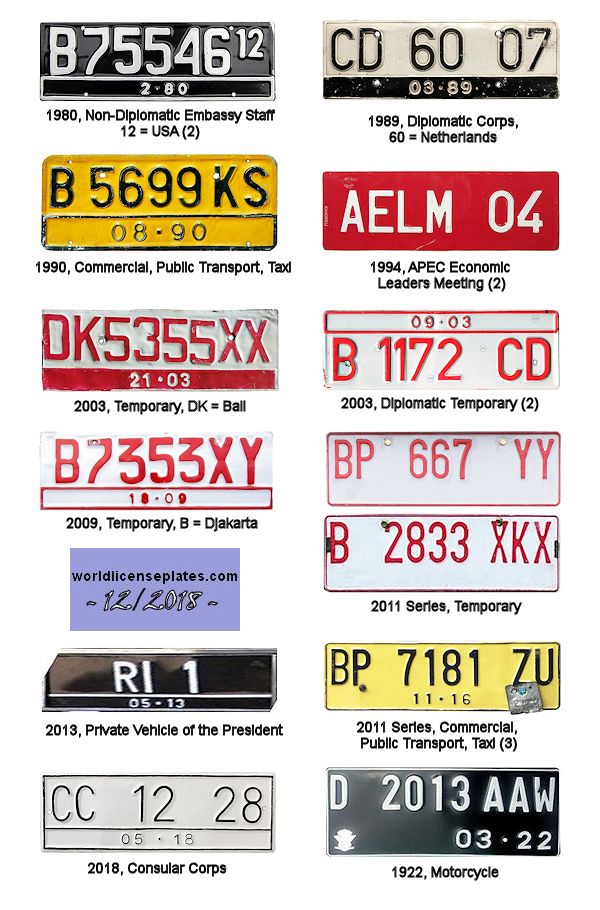 B75546 12
2·80
1980, Non-Diplomatic Embassy Staff
12 = USA (2)
CD 60 07
03·89
1989, Diplomatic Corps,
60 = Netherlands
B 5699 KS
08·90
1990, Commercial, Public Transport, Taxi
AELM 04
1994, APEC Economic
Leaders Meeting (2)
DK5355XX
21·03
2003, Temporary, DK = Bali
09·03
B 1172 CD
2003, Diplomatic Temporary (2)
B7353XY
18·09
2009, Temporary, B = Djakarta
BP 667 YY
B 2833 XKX
2011 Series, Temporary
worldlicenseplates.com
- 12/2018 -
RI 1
05·13
2013, Private Vehicle of the President
BP 7181 ZU
11·16
2011 Series, Commercial,
Public Transport, Taxi (3)
CC 12 28
05·18
2018, Consular Corps
D 2013 AAW
03·22
1922, Motorcycle